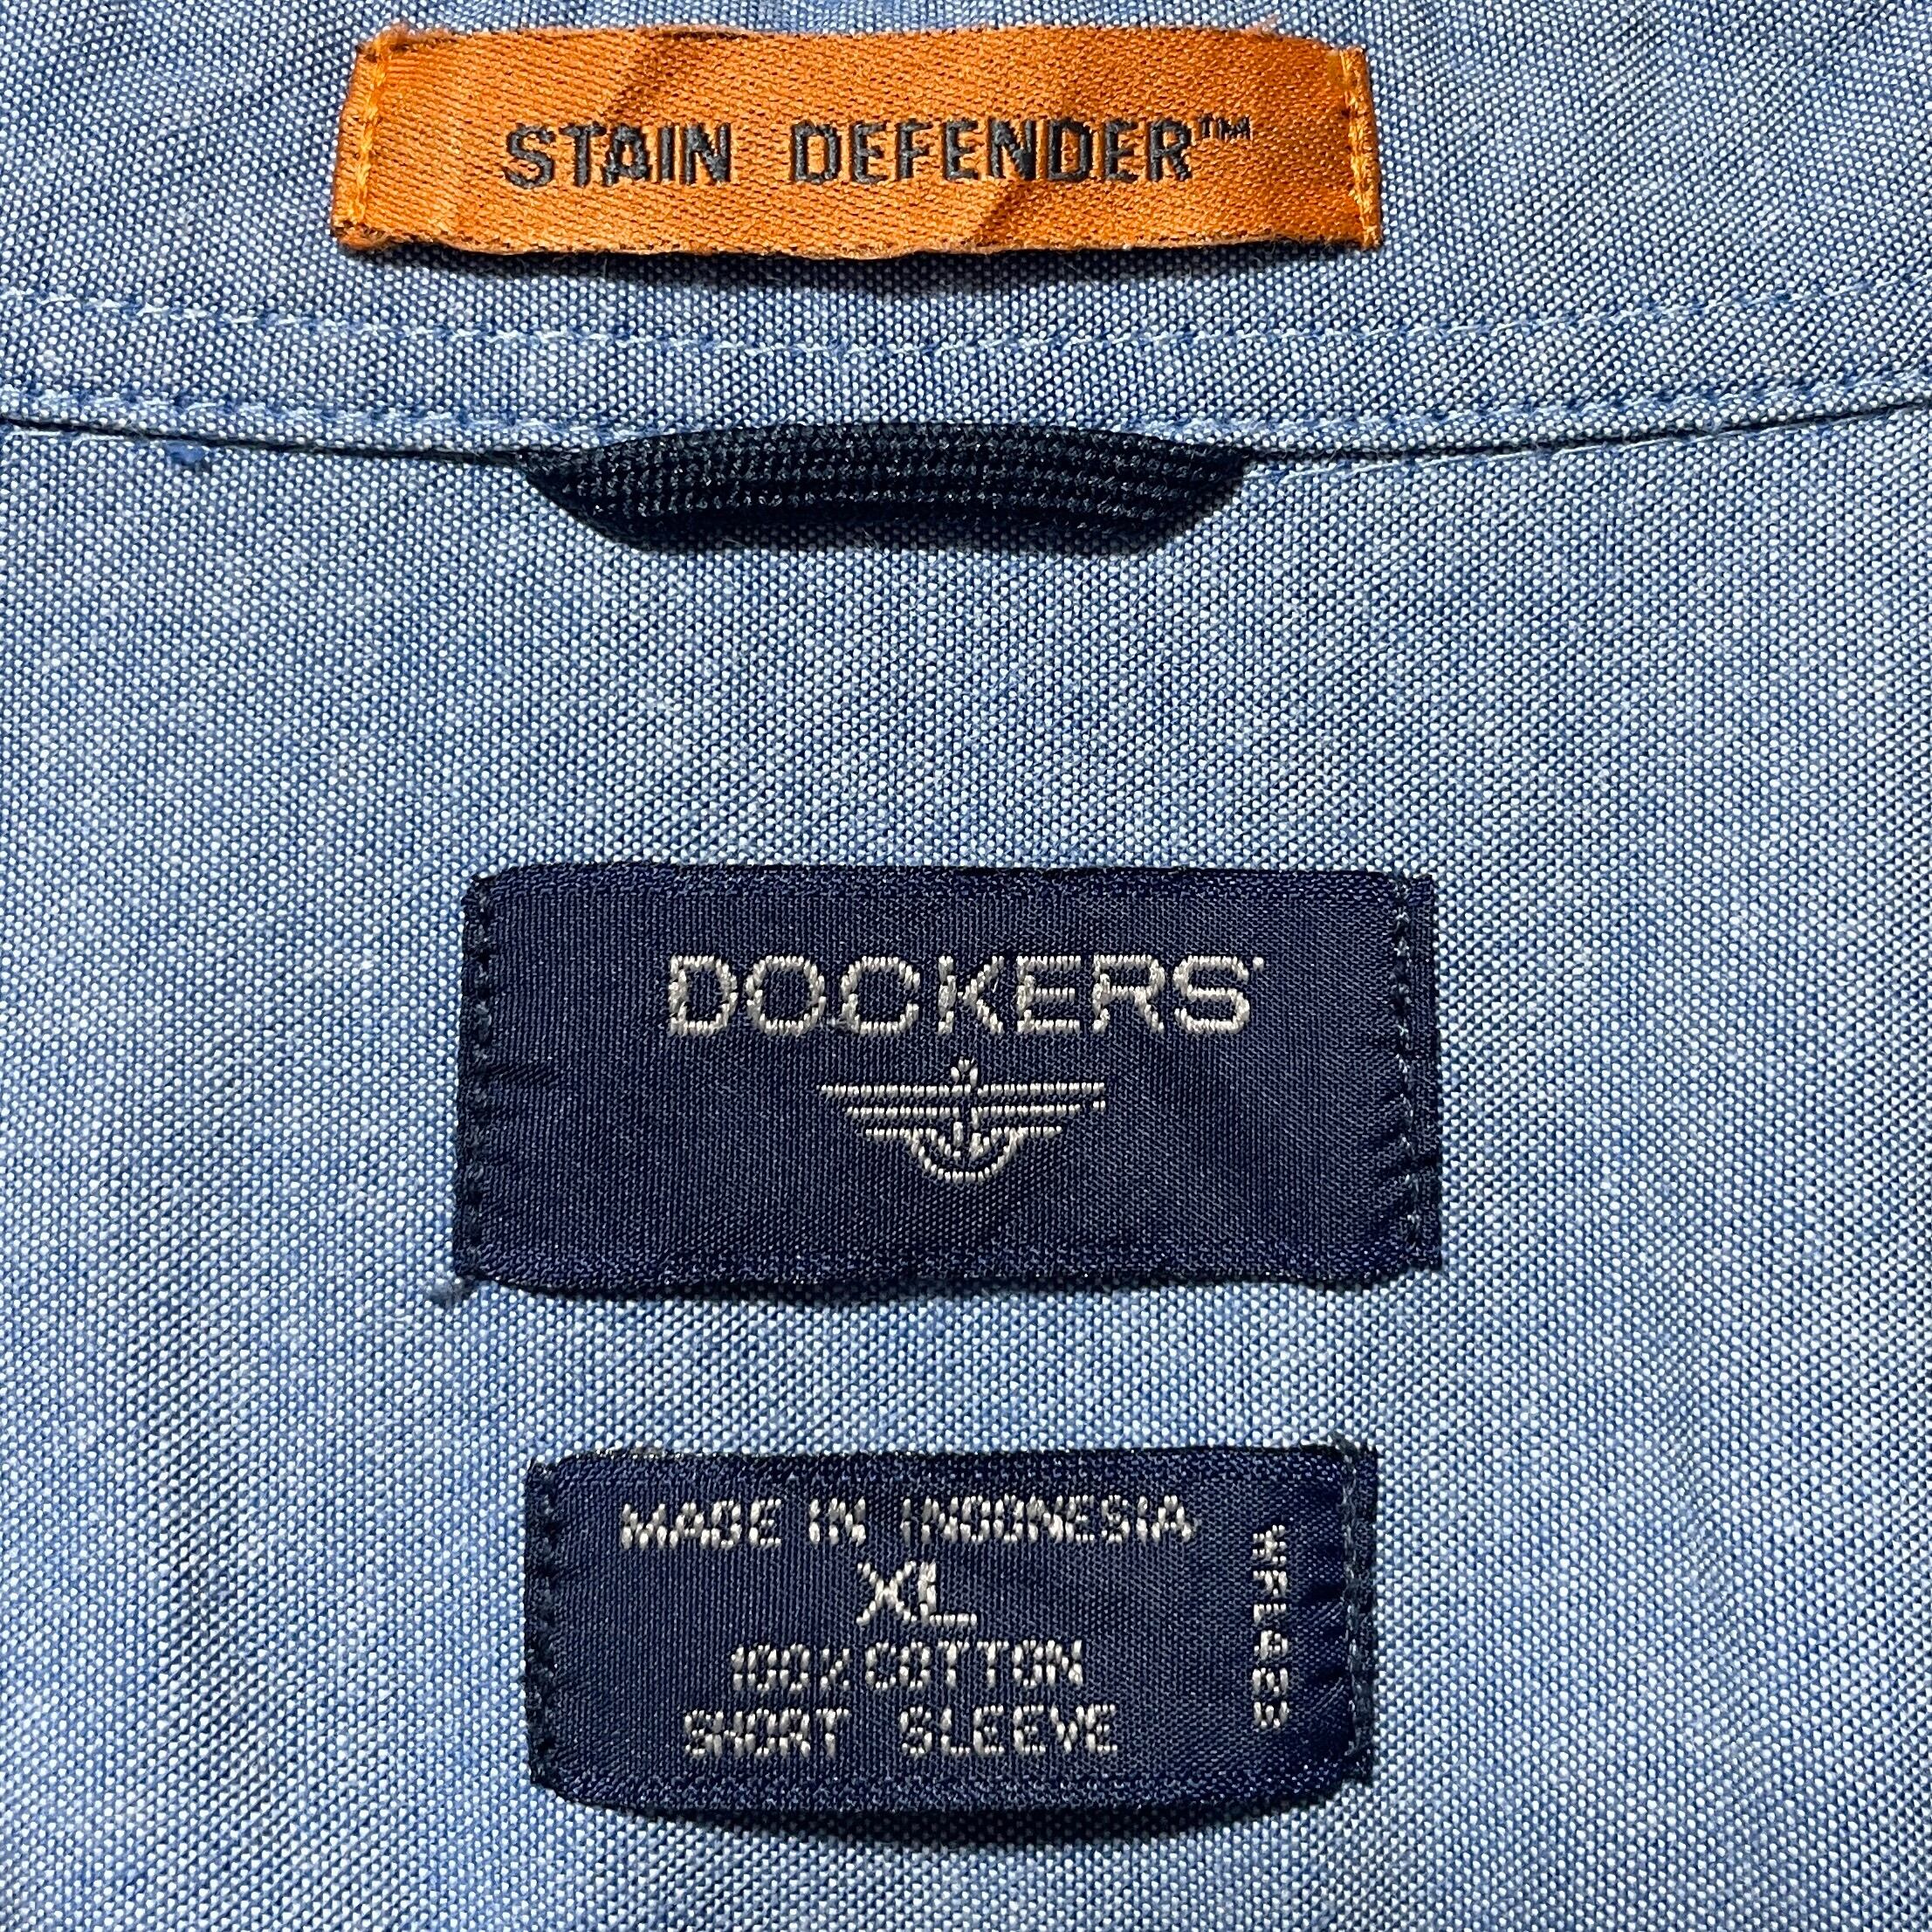 STAIN DEFENDER™
DOCKERS®
MADE IN INDONESIA
XL
100% COTTON
SHORT SLEEVE